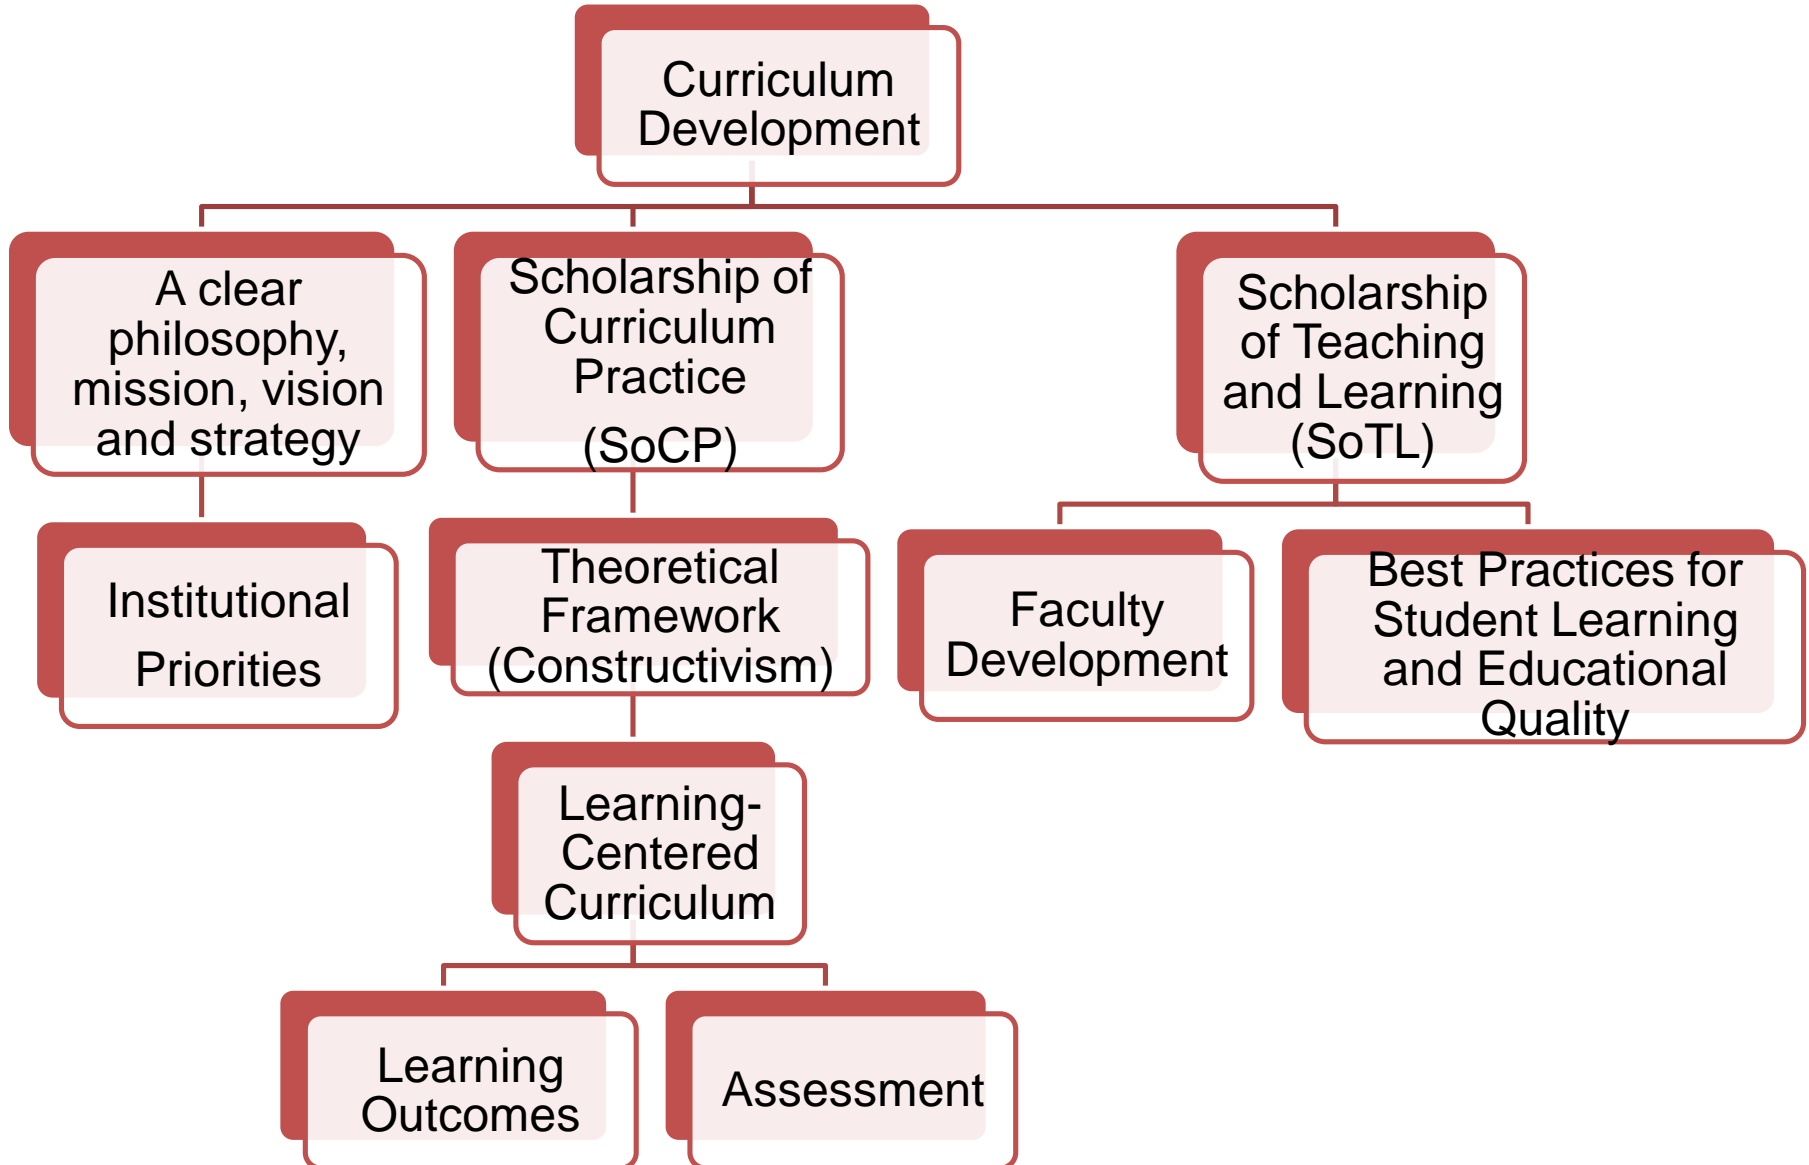 Curriculum
Development
A clear
philosophy,
mission, vision
and strategy
Scholarship of
Curriculum
Practice
(SoCP)
Scholarship
of Teaching
and Learning
(SoTL)
Institutional
Priorities
Theoretical
Framework
(Constructivism)
Faculty
Development
Best Practices for
Student Learning
and Educational
Quality
Learning-
Centered
Curriculum
Learning
Outcomes
Assessment